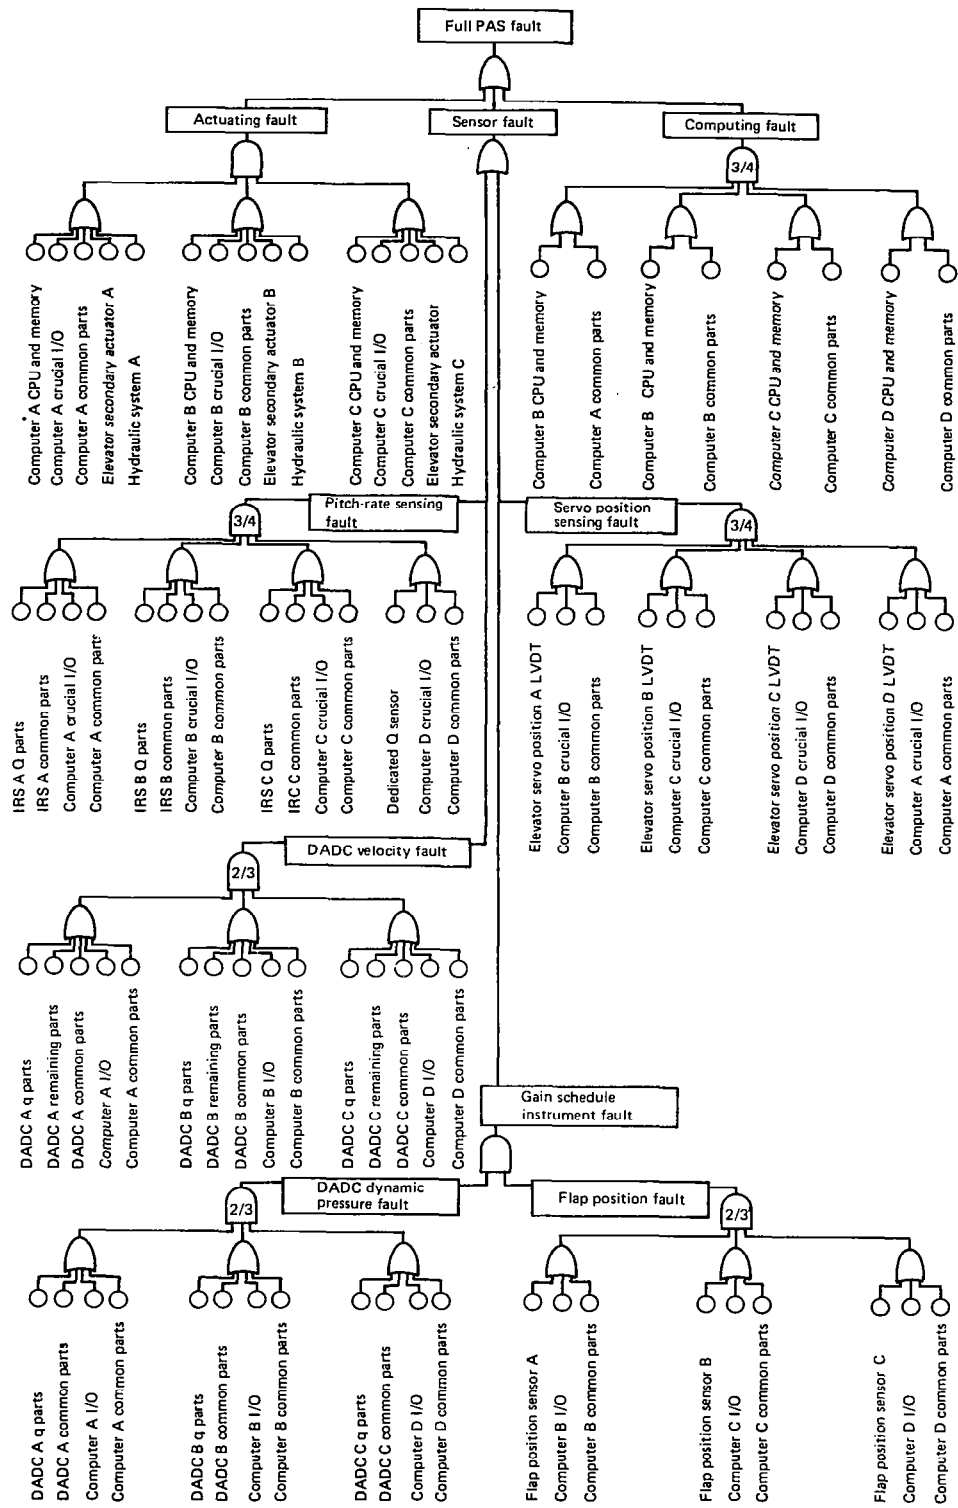 Full PAS fault
Actuating fault
Sensor fault
Computing fault
3/4
Computer A CPU and memory
Computer A crucial I/O
Computer A common parts
Elevator secondary actuator A
Hydraulic system A
Computer B CPU and memory
Computer B crucial I/O
Computer B common parts
Elevator secondary actuator B
Hydraulic system B
Computer C CPU and memory
Computer C crucial I/O
Computer C common parts
Elevator secondary actuator
Hydraulic system C
Computer B CPU and memory
Computer A common parts
Computer B CPU and memory
Computer B common parts
Computer C CPU and memory
Computer C common parts
Computer D CPU and memory
Computer D common parts
Pitch-rate sensing
fault
3/4
Servo position
sensing fault
3/4
IRS A Q parts
IRS A common parts
Computer A crucial I/O
Computer A common parts
IRS B Q parts
IRS B common parts
Computer B crucial I/O
Computer B common parts
IRS C Q parts
IRC C common parts
Computer C crucial I/O
Computer C common parts
Dedicated Q sensor
Computer D crucial I/O
Computer D common parts
Elevator servo position A LVDT
Computer B crucial I/O
Computer B common parts
Elevator servo position B LVDT
Computer C crucial I/O
Computer C common parts
Elevator servo position C LVDT
Computer D crucial I/O
Computer D common parts
Elevator servo position D LVDT
Computer A crucial I/O
Computer A common parts
DADC velocity fault
2/3
DADC A q parts
DADC A remaining parts
DADC A common parts
Computer A I/O
Computer A common parts
DADC B q parts
DADC B remaining parts
DADC B common parts
Computer B I/O
Computer B common parts
DADC C q parts
DADC C remaining parts
DADC C common parts
Computer D I/O
Computer D common parts
Gain schedule
instrument fault
DADC dynamic
pressure fault
2/3
Flap position fault
2/3
DADC A q parts
DADC A common parts
Computer A I/O
Computer A common parts
DADC B q parts
DADC B common parts
Computer B I/O
Computer B common parts
DADC C q parts
DADC C common parts
Computer D I/O
Computer D common parts
Flap position sensor A
Computer B I/O
Computer B common parts
Flap position sensor B
Computer C I/O
Computer C common parts
Flap position sensor C
Computer D I/O
Computer D common parts